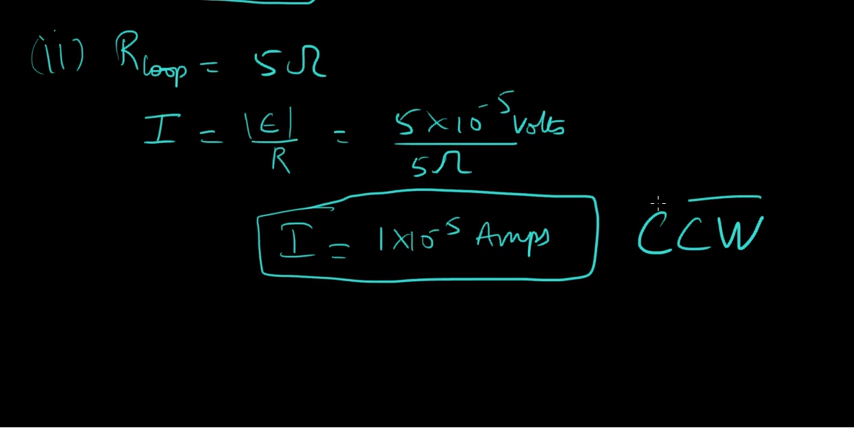 (ii) R_loop = 5Ω
I = |ε|/R = 5×10⁻⁵ Volts / 5Ω
I = 1×10⁻⁵ Amps CCW